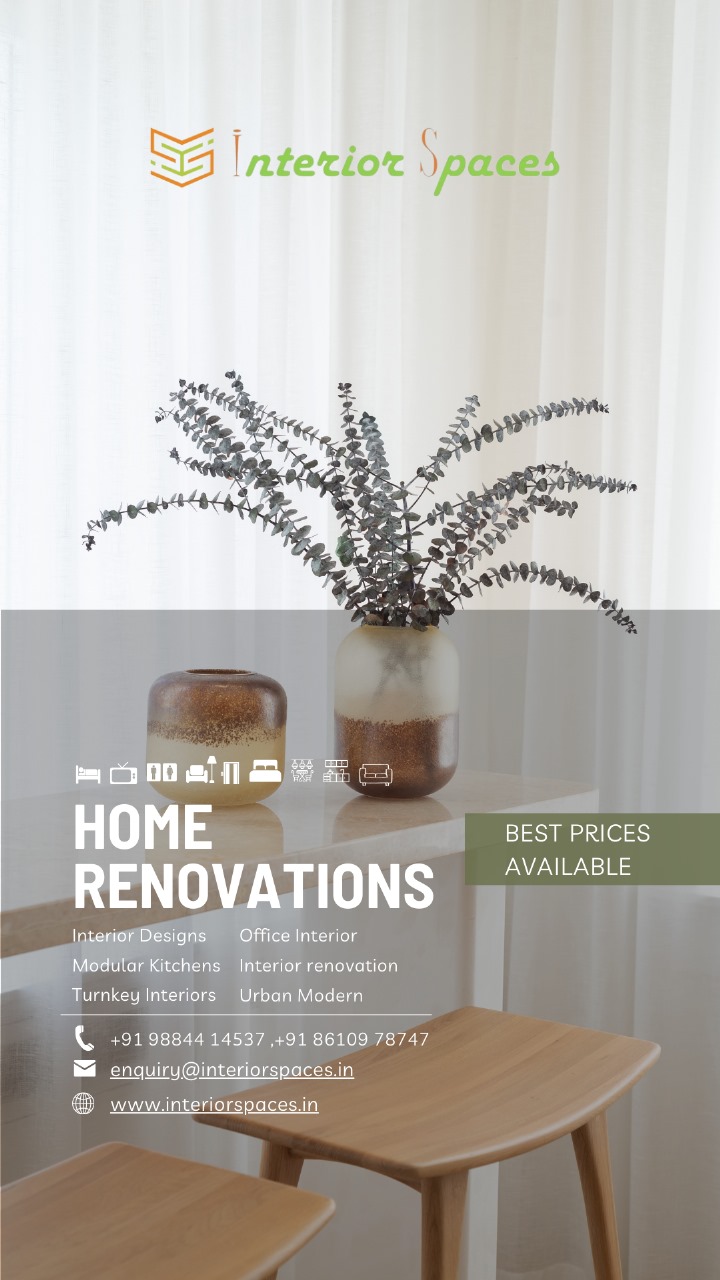 Interior Spaces
HOME
RENOVATIONS
BEST PRICES
AVAILABLE
Interior Designs Office Interior
Modular Kitchens Interior renovation
Turnkey Interiors Urban Modern
+91 98844 14537 ,+91 86109 78747
enquiry@interiorspaces.in
www.interiorspaces.in